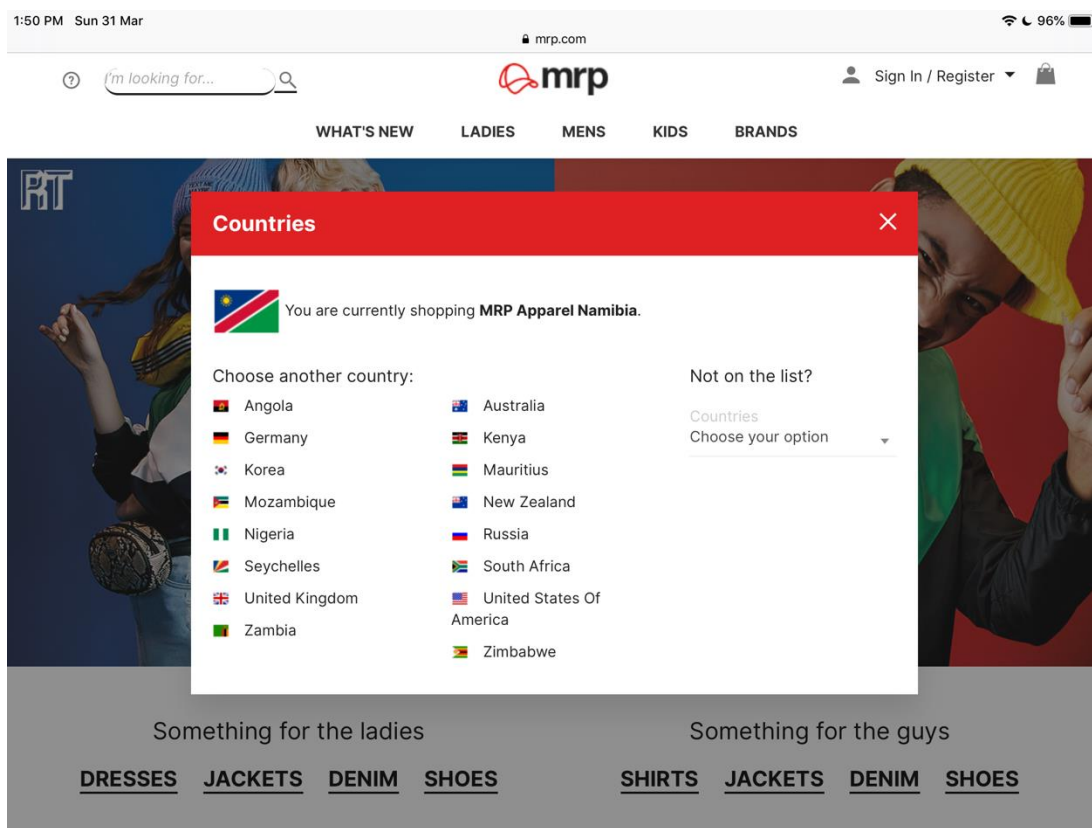 1:50 PM Sun 31 Mar
96%
mrp.com
I'm looking for...
mrp
Sign In / Register
WHAT'S NEW LADIES MENS KIDS BRANDS
RT
Countries
You are currently shopping MRP Apparel Namibia.
Choose another country:
Angola
Germany
Korea
Mozambique
Nigeria
Seychelles
United Kingdom
Zambia
Australia
Kenya
Mauritius
New Zealand
Russia
South Africa
United States Of
America
Zimbabwe
Not on the list?
Countries
Choose your option
Something for the ladies
DRESSES JACKETS DENIM SHOES
Something for the guys
SHIRTS JACKETS DENIM SHOES